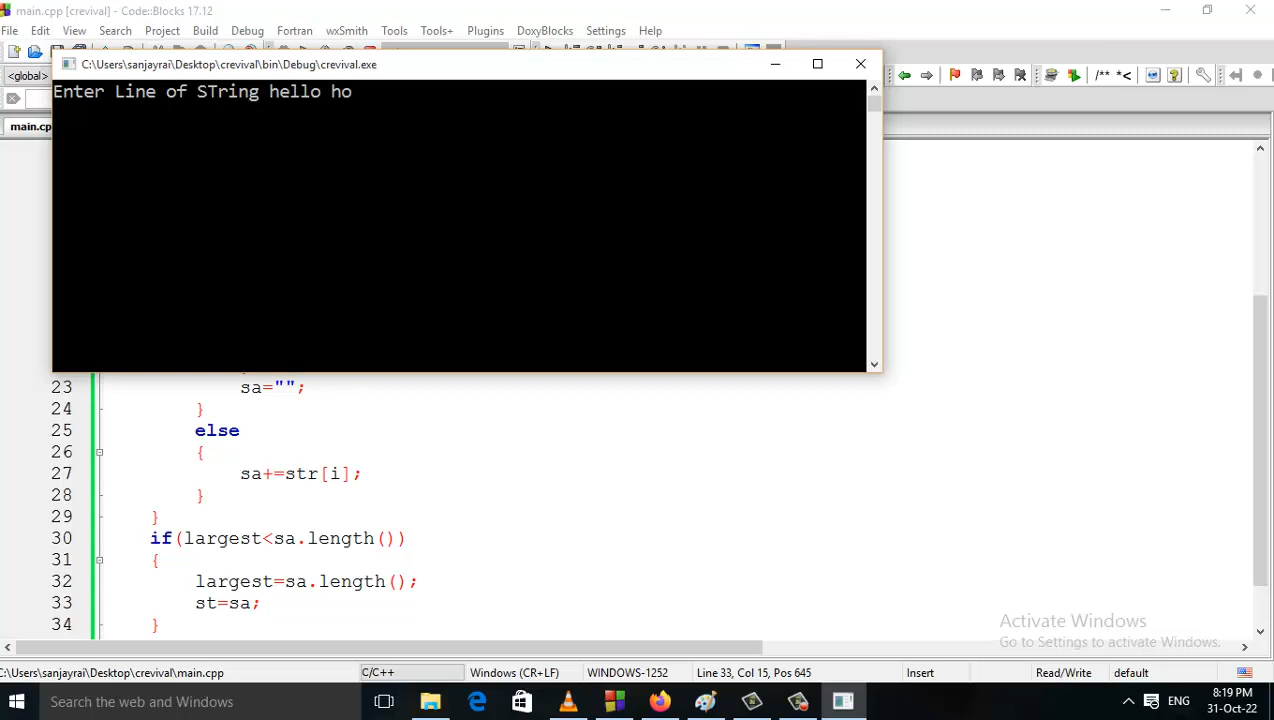 main.cpp [crevival] - Code::Blocks 17.12
File Edit View Search Project Build Debug Fortran wxSmith Tools Tools+ Plugins DoxyBlocks Settings Help
C:\Users\sanjayrai\Desktop\crevival\bin\Debug\crevival.exe
<global>
/** *<
main.cp
Enter Line of STring hello ho
23 sa="";
24 }
25 else
26 {
27 sa+=str[i];
28 }
29 }
30 if(largest<sa.length())
31 {
32 largest=sa.length();
33 st=sa;
34 }
Activate Windows
Go to Settings to activate Windows.
C:\Users\sanjayrai\Desktop\crevival\main.cpp C/C++ Windows (CR+LF) WINDOWS-1252 Line 33, Col 15, Pos 645 Insert Read/Write default
Search the web and Windows
ENG
8:19 PM
31-Oct-22